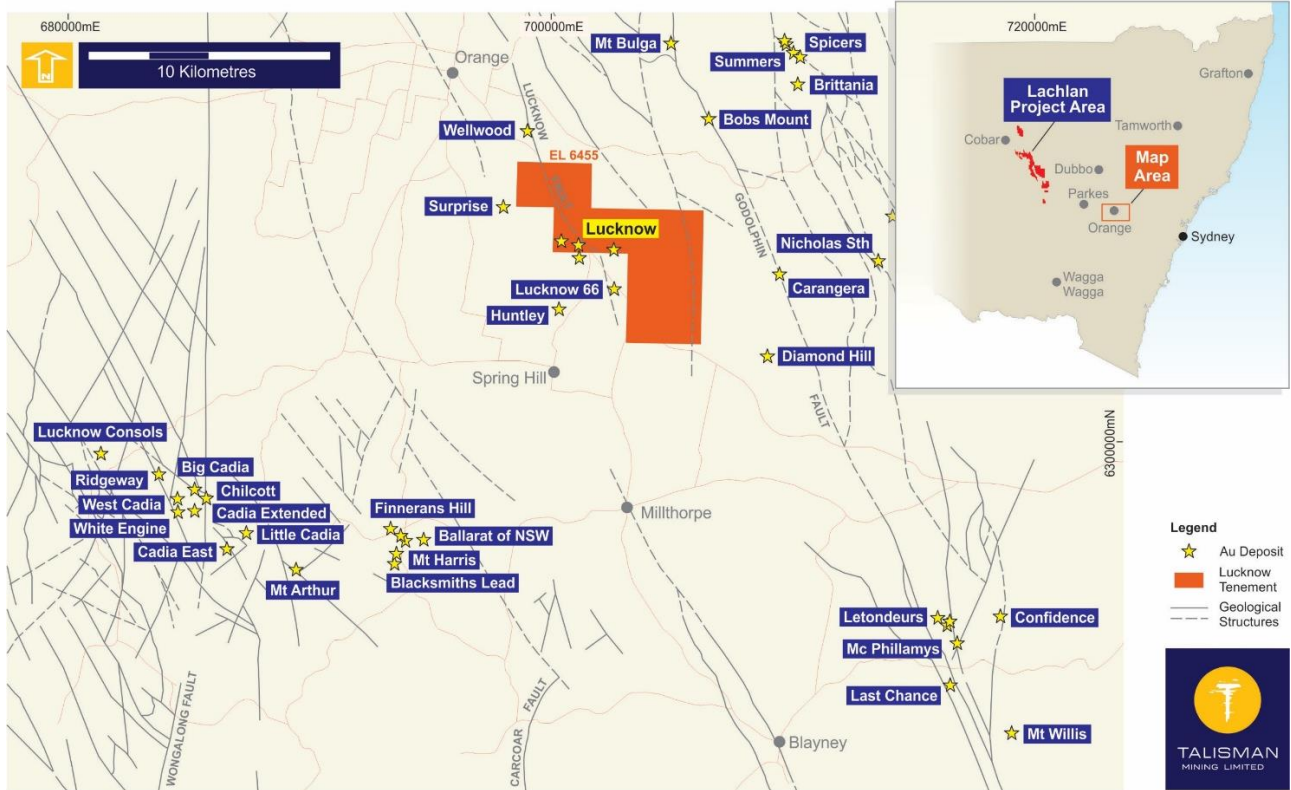 680000mE
700000mE
720000mE
N
10 Kilometres
Orange
Mt Bulga
Spicers
Summers
Brittania
Bobs Mount
Wellwood
LUCKNOW
EL 6455
Surprise
Lucknow
GODOLPHIN
FAULT
Nicholas Sth
Carangera
Lucknow 66
Huntley
Diamond Hill
Spring Hill
6300000mN
Lucknow Consols
Ridgeway
Big Cadia
West Cadia
Chilcott
White Engine
Cadia Extended
Cadia East
Little Cadia
Mt Arthur
Finnerans Hill
Ballarat of NSW
Mt Harris
Blacksmiths Lead
Millthorpe
Letondeurs
Confidence
Mc Phillamys
Last Chance
Mt Willis
Blayney
WONGALONG FAULT
CARCOAR
FAULT
Lachlan
Project Area
Grafton
Cobar
Tamworth
Dubbo
Map
Area
Parkes
Orange
Sydney
Wagga
Wagga
Legend
Au Deposit
Lucknow
Tenement
Geological
Structures
TALISMAN
MINING LIMITED